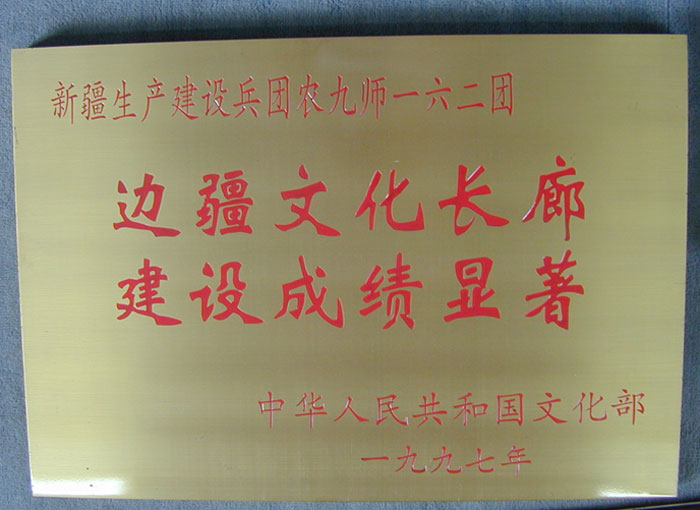 新疆生产建设兵团农九师一六二团
边疆文化长廊
建设成绩显著
中华人民共和国文化部
一九九七年